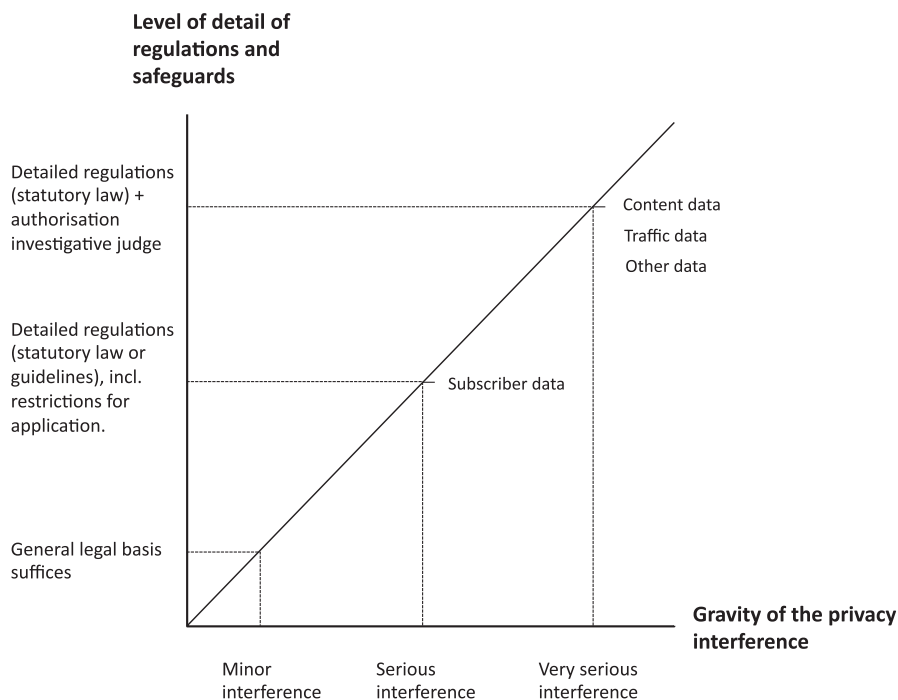 Level of detail of
regulations and
safeguards
Detailed regulations
(statutory law) +
authorisation
investigative judge
Content data
Traffic data
Other data
Detailed regulations
(statutory law or
guidelines), incl.
restrictions for
application.
Subscriber data
General legal basis
suffices
Gravity of the privacy
interference
Minor
interference
Serious
interference
Very serious
interference